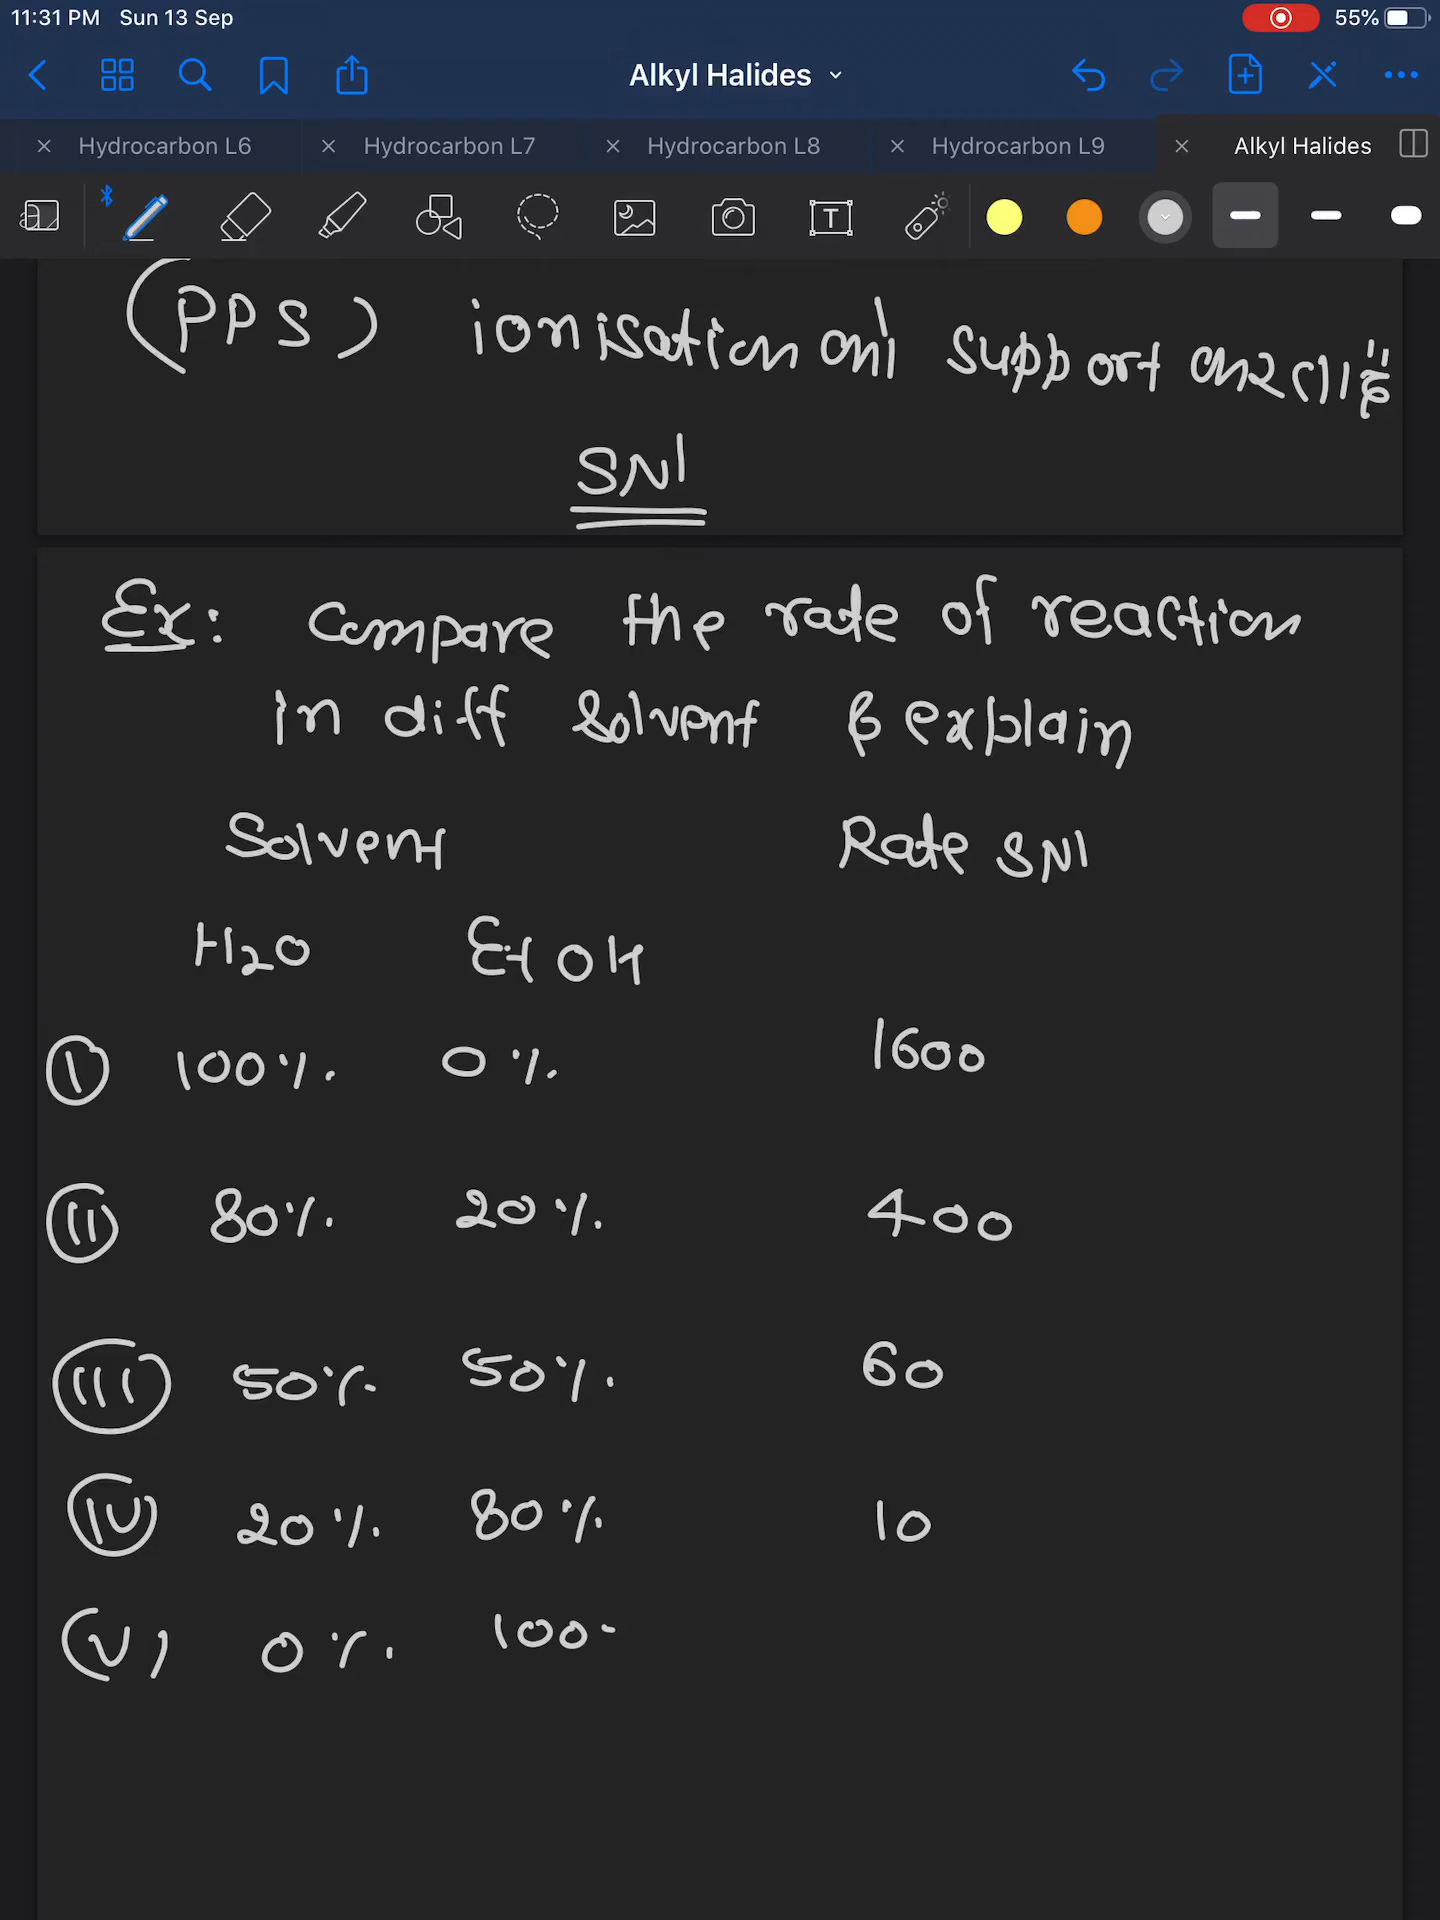 11:31 PM Sun 13 Sep 55%
Alkyl Halides
Hydrocarbon L6 Hydrocarbon L7 Hydrocarbon L8 Hydrocarbon L9 Alkyl Halides
(PPS) ionisation को support करता है
SN1
Ex: Compare the rate of reaction
in diff solvent & explain
Solvent Rate SN1
H2O EtOH
(I) 100% 0% 1600
(II) 80% 20% 400
(III) 50% 50% 60
(IV) 20% 80% 10
(V) 0% 100-